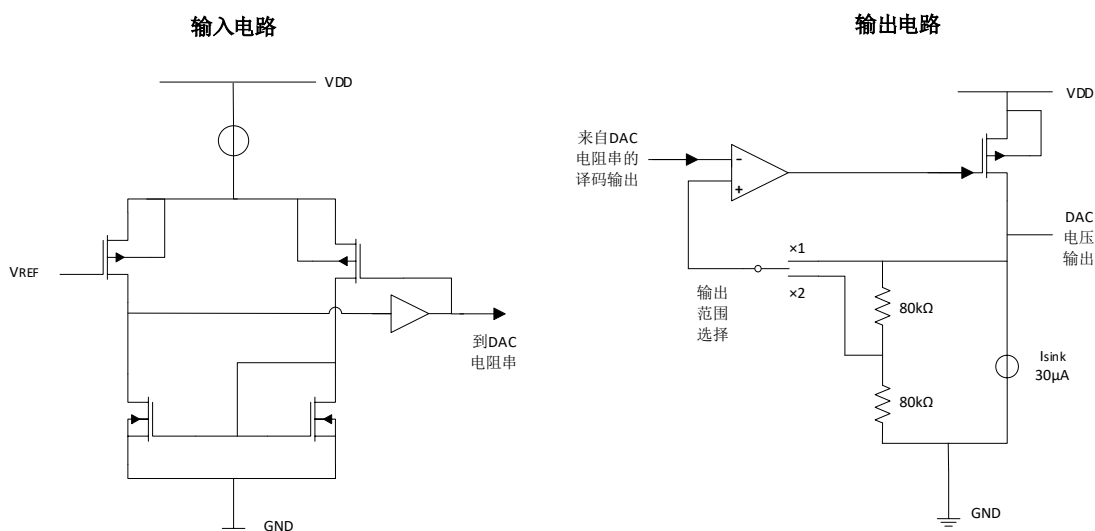 输入电路
VDD
VREF
到DAC
电阻串
GND
输出电路
VDD
来自DAC
电阻串的
译码输出
-
+
DAC
电压
输出
×1
×2
输出
范围
选择
80kΩ
80kΩ
Isink
30μA
GND